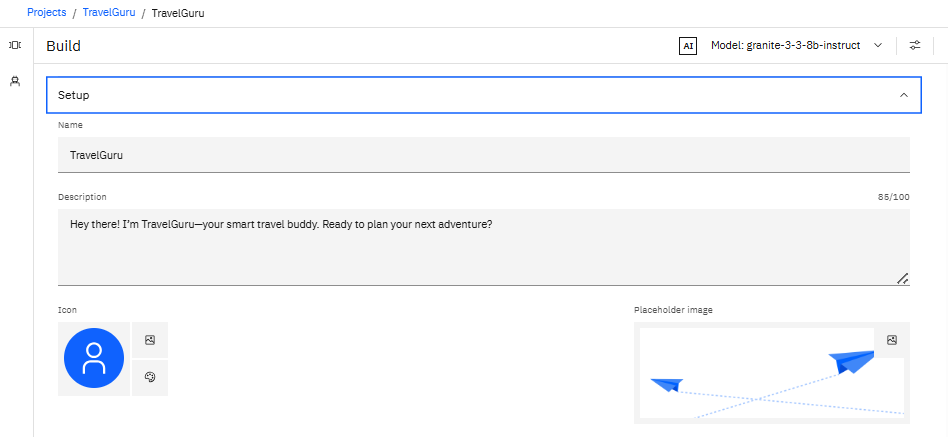 Projects / TravelGuru / TravelGuru
Build
AI Model: granite-3-3-8b-instruct
Setup
Name
TravelGuru
Description 85/100
Hey there! I'm TravelGuru—your smart travel buddy. Ready to plan your next adventure?
Icon Placeholder image